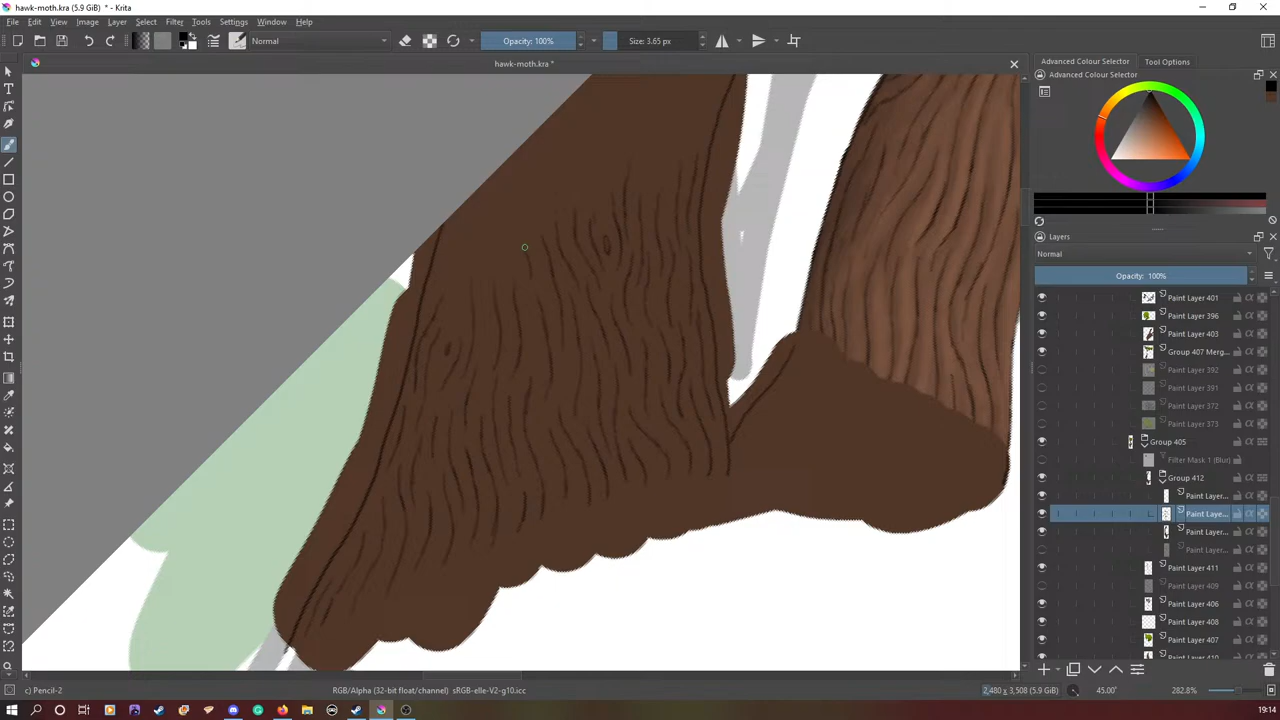 hawk-moth.kra (5.9 GiB) * - Krita
File Edit View Image Layer Select Filter Tools Settings Window Help
Normal Opacity: 100% Size: 3.65 px
hawk-moth.kra *
Advanced Colour Selector Tool Options
Advanced Colour Selector
Layers
Normal
Opacity: 100%
Paint Layer 401
Paint Layer 396
Paint Layer 403
Group 407 Merg...
Paint Layer 392
Paint Layer 391
Paint Layer 372
Paint Layer 373
Group 405
Filter Mask 1 (Blur)
Group 412
Paint Layer...
Paint Laye...
Paint Layer...
Paint Layer...
Paint Layer 411
Paint Layer 409
Paint Layer 406
Paint Layer 408
Paint Layer 407
Paint Layer 410
c) Pencil-2 RGB/Alpha (32-bit float/channel) sRGB-elle-V2-g10.icc 2,480 x 3,508 (5.9 GiB) 45.00° 282.8%
19:14